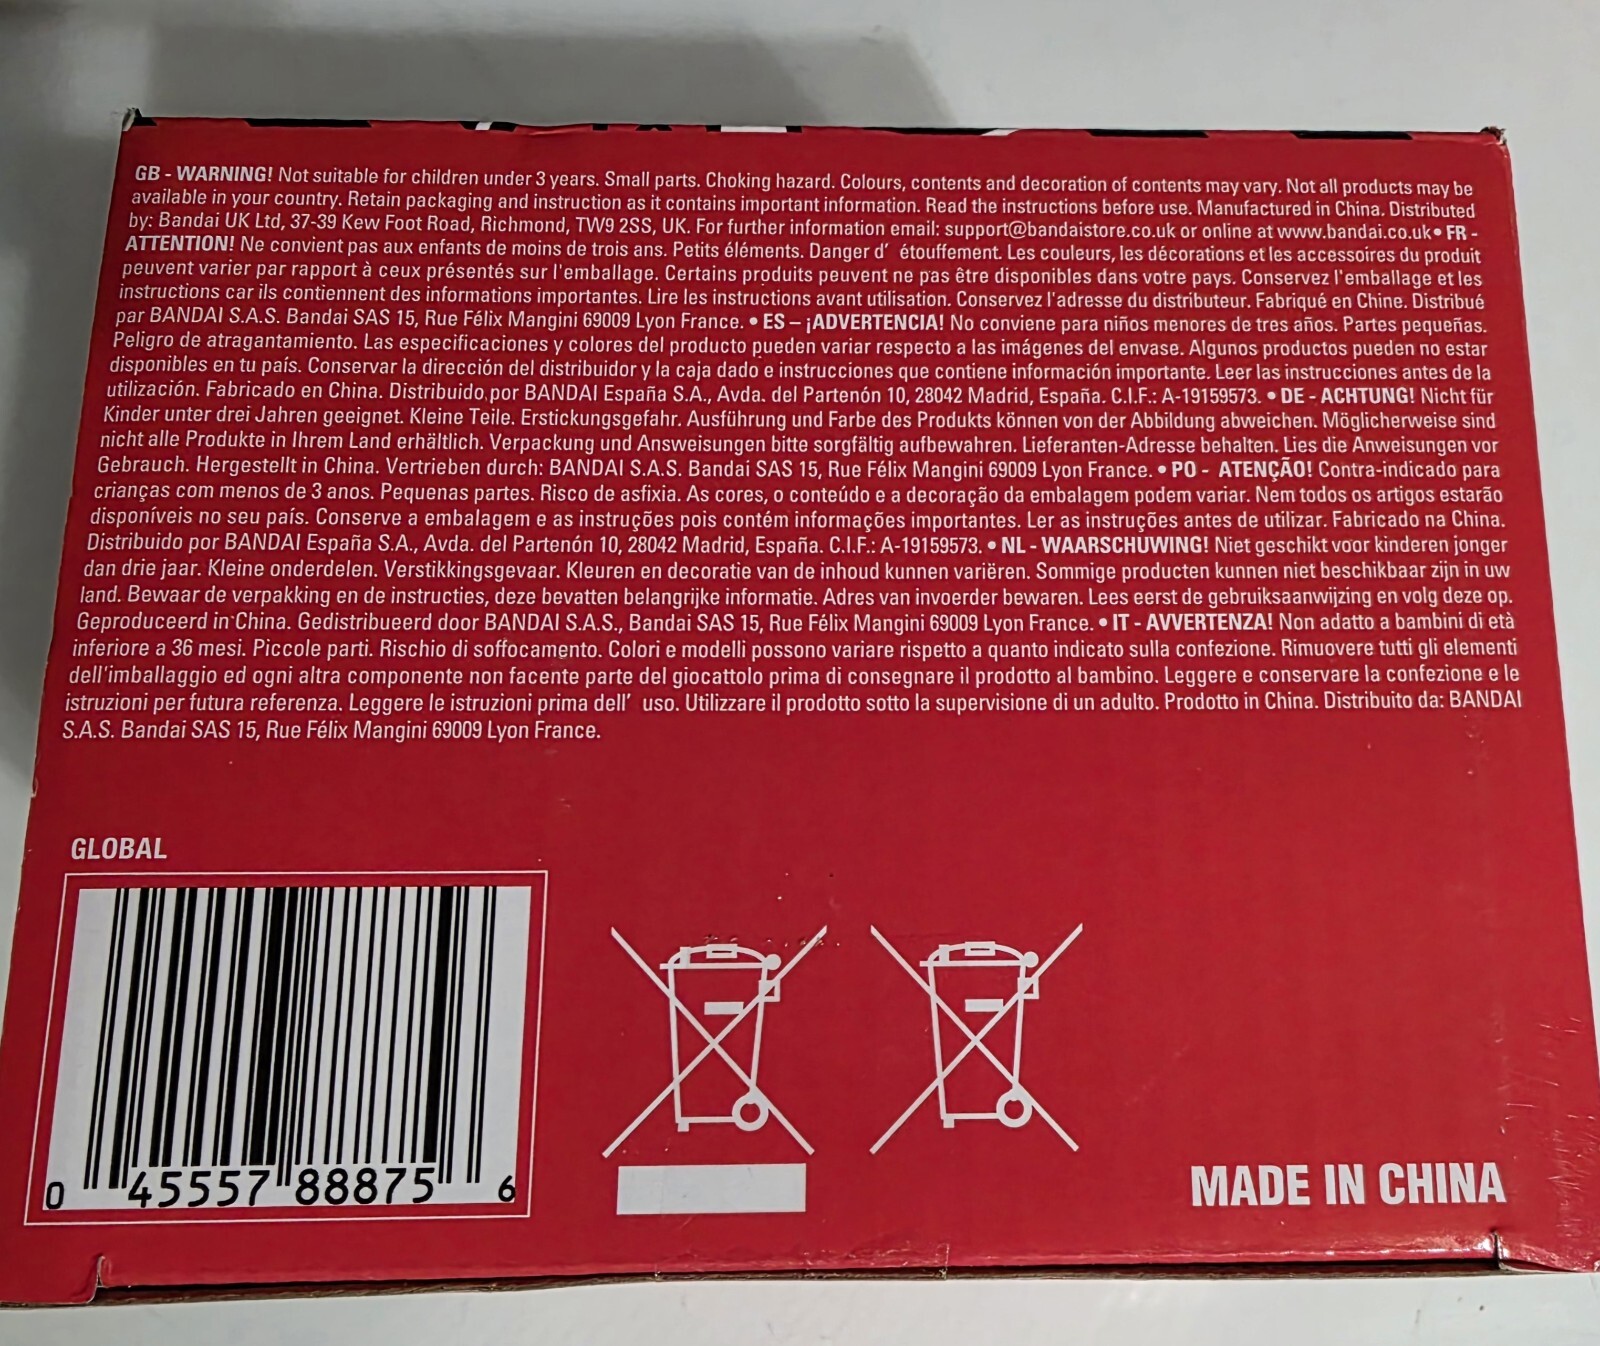 GB - WARNING! Not suitable for children under 3 years. Small parts. Choking hazard. Colours, contents and decoration of contents may vary. Not all products may be
available in your country. Retain packaging and instruction as it contains important information. Read the instructions before use. Manufactured in China. Distributed
by: Bandai UK Ltd, 37-39 Kew Foot Road, Richmond, TW9 2SS, UK. For further information email: support@bandaistore.co.uk or online at www.bandai.co.uk• FR -
ATTENTION! Ne convient pas aux enfants de moins de trois ans. Petits éléments. Danger d' étouffement. Les couleurs, les décorations et les accessoires du produit
peuvent varier par rapport à ceux présentés sur l'emballage. Certains produits peuvent ne pas être disponibles dans votre pays. Conservez l'emballage et les
instructions car ils contiennent des informations importantes. Lire les instructions avant utilisation. Conservez l'adresse du distributeur. Fabriqué en Chine. Distribué
par BANDAI S.A.S. Bandai SAS 15, Rue Félix Mangini 69009 Lyon France. • ES – ¡ADVERTENCIA! No conviene para niños menores de tres años. Partes pequeñas.
Peligro de atragantamiento. Las especificaciones y colores del producto pueden variar respecto a las imágenes del envase. Algunos productos pueden no estar
disponibles en tu país. Conservar la dirección del distribuidor y la caja dado e instrucciones que contiene información importante. Leer las instrucciones antes de la
utilización. Fabricado en China. Distribuido por BANDAI España S.A., Avda. del Partenón 10, 28042 Madrid, España. C.I.F.: A-19159573. • DE - ACHTUNG! Nicht für
Kinder unter drei Jahren geeignet. Kleine Teile. Erstickungsgefahr. Ausführung und Farbe des Produkts können von der Abbildung abweichen. Möglicherweise sind
nicht alle Produkte in Ihrem Land erhältlich. Verpackung und Answeisungen bitte sorgfältig aufbewahren. Lieferanten-Adresse behalten. Lies die Anweisungen vor
Gebrauch. Hergestellt in China. Vertrieben durch: BANDAI S.A.S. Bandai SAS 15, Rue Félix Mangini 69009 Lyon France. • PO - ATENÇÃO! Contra-indicado para
crianças com menos de 3 anos. Pequenas partes. Risco de asfixia. As cores, o conteúdo e a decoração da embalagem podem variar. Nem todos os artigos estarão
disponíveis no seu país. Conserve a embalagem e as instruções pois contém informações importantes. Ler as instruções antes de utilizar. Fabricado na China.
Distribuido por BANDAI España S.A., Avda. del Partenón 10, 28042 Madrid, España. C.I.F.: A-19159573. • NL - WAARSCHUWING! Niet geschikt voor kinderen jonger
dan drie jaar. Kleine onderdelen. Verstikkingsgevaar. Kleuren en decoratie van de inhoud kunnen variëren. Sommige producten kunnen niet beschikbaar zijn in uw
land. Bewaar de verpakking en de instructies, deze bevatten belangrijke informatie. Adres van invoerder bewaren. Lees eerst de gebruiksaanwijzing en volg deze op.
Geproduceerd in China. Gedistribueerd door BANDAI S.A.S., Bandai SAS 15, Rue Félix Mangini 69009 Lyon France. • IT - AVVERTENZA! Non adatto a bambini di età
inferiore a 36 mesi. Piccole parti. Rischio di soffocamento. Colori e modelli possono variare rispetto a quanto indicato sulla confezione. Rimuovere tutti gli elementi
dell'imballaggio ed ogni altra componente non facente parte del giocattolo prima di consegnare il prodotto al bambino. Leggere e conservare la confezione e le
istruzioni per futura referenza. Leggere le istruzioni prima dell' uso. Utilizzare il prodotto sotto la supervisione di un adulto. Prodotto in China. Distribuito da: BANDAI
S.A.S. Bandai SAS 15, Rue Félix Mangini 69009 Lyon France.
GLOBAL
0 45557 88875 6
MADE IN CHINA